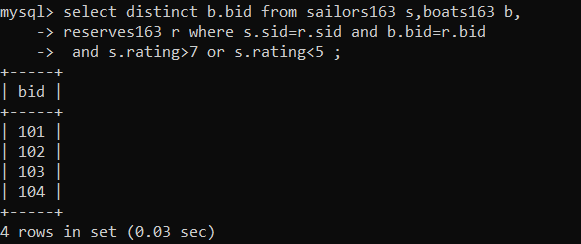 mysql> select distinct b.bid from sailors163 s,boats163 b,
    -> reserves163 r where s.sid=r.sid and b.bid=r.bid
    ->  and s.rating>7 or s.rating<5 ;
+-----+
| bid |
+-----+
| 101 |
| 102 |
| 103 |
| 104 |
+-----+
4 rows in set (0.03 sec)